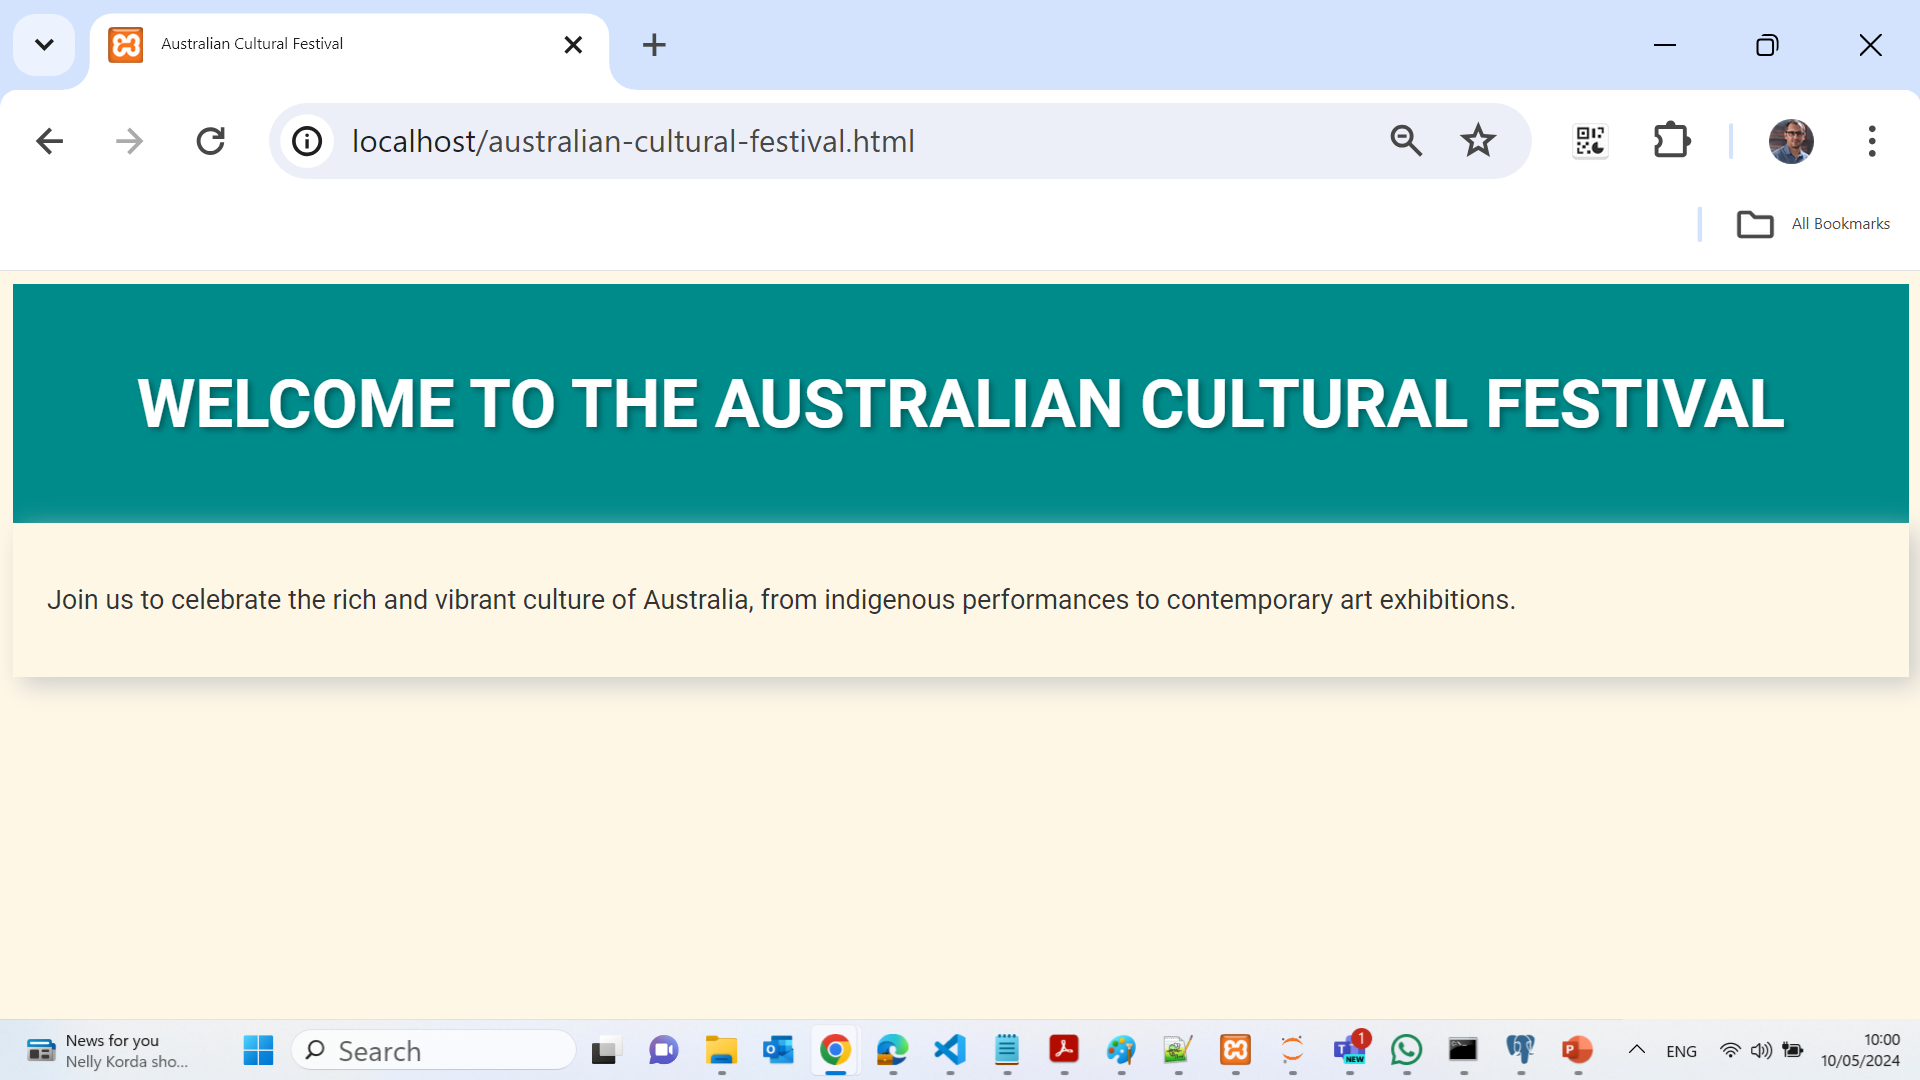 Australian Cultural Festival
localhost/australian-cultural-festival.html
All Bookmarks
WELCOME TO THE AUSTRALIAN CULTURAL FESTIVAL
Join us to celebrate the rich and vibrant culture of Australia, from indigenous performances to contemporary art exhibitions.
News for you
Nelly Korda sho...
Search
1
NEW
ENG
10:00
10/05/2024